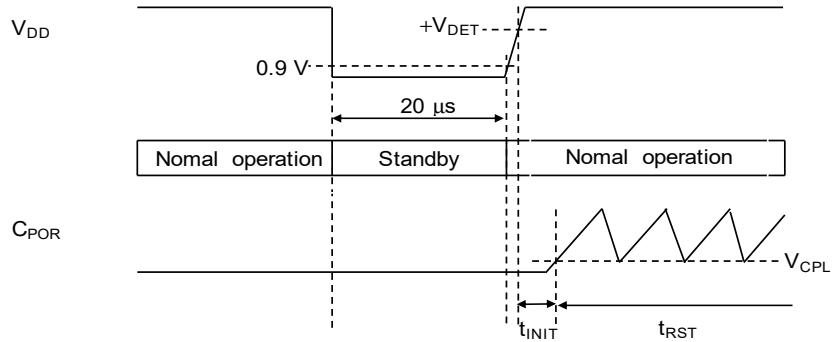 V_DD
+V_DET
0.9 V
20 μs
Nomal operation Standby Nomal operation
C_POR
V_CPL
t_INIT t_RST